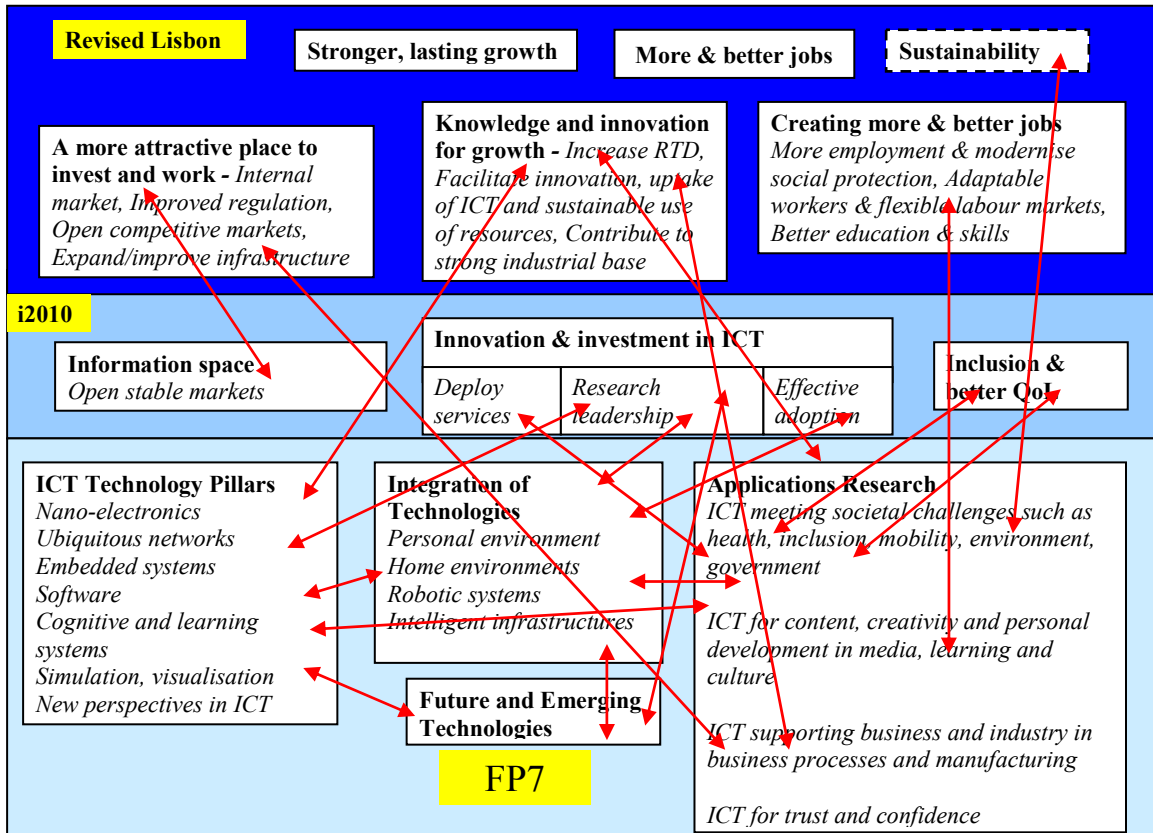 Revised Lisbon
Stronger, lasting growth
More & better jobs
Sustainability
A more attractive place to
invest and work - Internal
market, Improved regulation,
Open competitive markets,
Expand/improve infrastructure
Knowledge and innovation
for growth - Increase RTD,
Facilitate innovation, uptake
of ICT and sustainable use
of resources, Contribute to
strong industrial base
Creating more & better jobs
More employment & modernise
social protection, Adaptable
workers & flexible labour markets,
Better education & skills
i2010
Information space
Open stable markets
Innovation & investment in ICT
Deploy
services
Research
leadership
Effective
adoption
Inclusion &
better QoL
ICT Technology Pillars
Nano-electronics
Ubiquitous networks
Embedded systems
Software
Cognitive and learning
systems
Simulation, visualisation
New perspectives in ICT
Integration of
Technologies
Personal environment
Home environments
Robotic systems
Intelligent infrastructures
Future and Emerging
Technologies
FP7
Applications Research
ICT meeting societal challenges such as
health, inclusion, mobility, environment,
government
ICT for content, creativity and personal
development in media, learning and
culture
ICT supporting business and industry in
business processes and manufacturing
ICT for trust and confidence